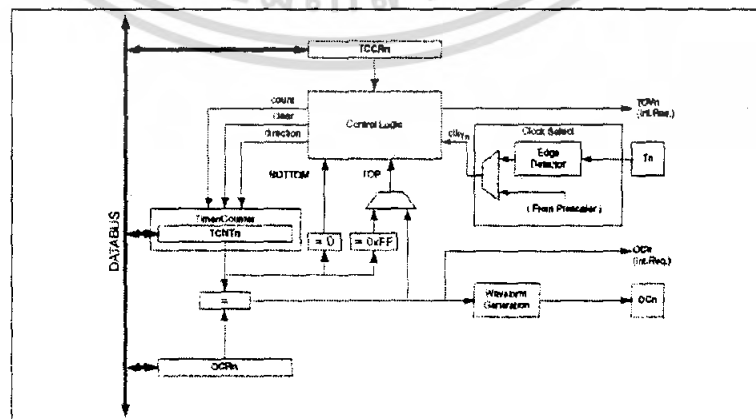 TCCRn
count
clear
direction
Control Logic
TOVn
(Int.Req.)
clkTn
Clock Select
Edge
Detector
Tn
( From Prescaler )
BOTTOM
TOP
Timer/Counter
TCNTn
= 0
= 0xFF
OCn
(Int.Req.)
=
Waveform
Generation
OCn
OCRn
DATABUS